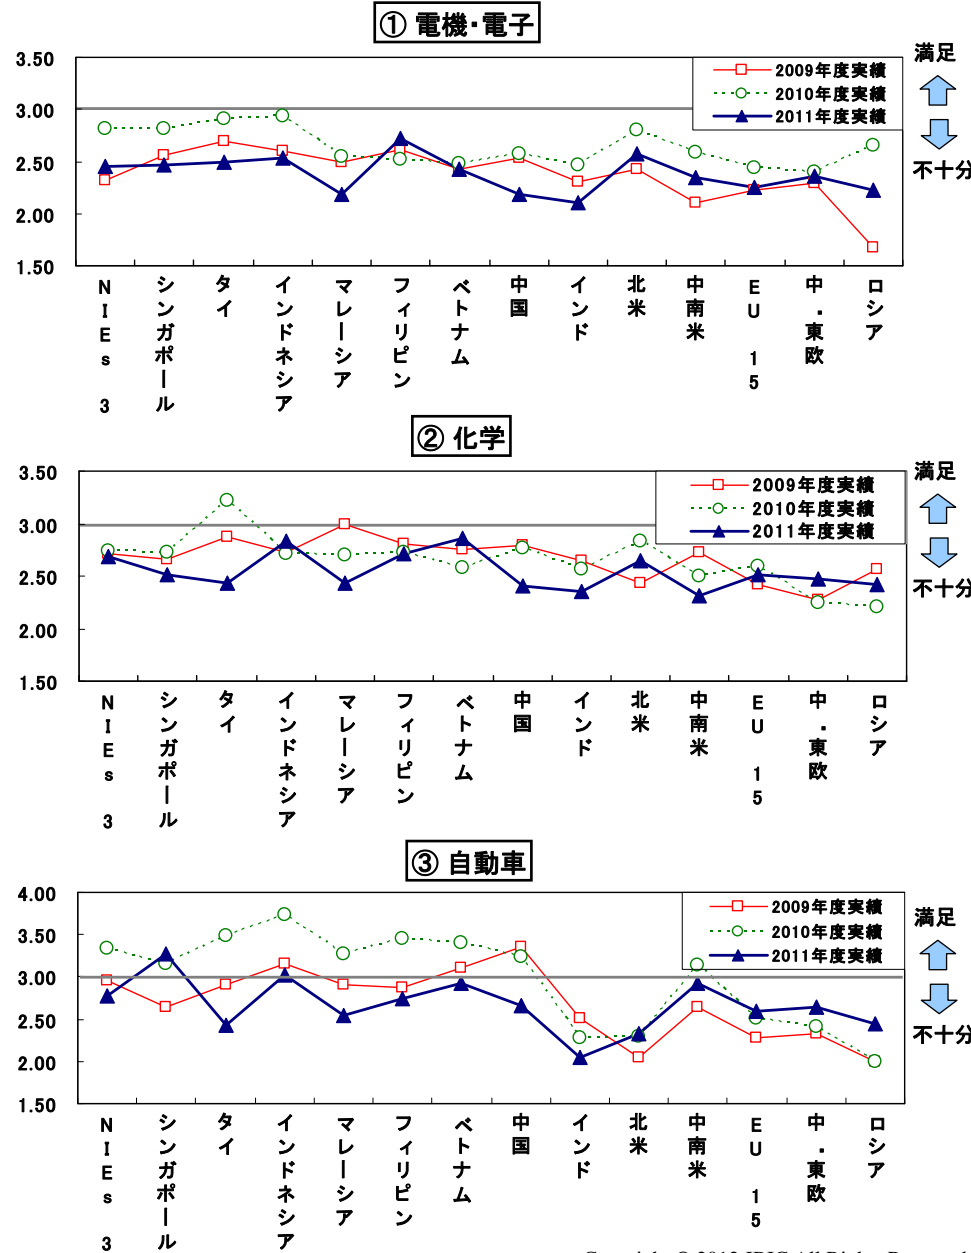 ① 電機・電子
3.50
3.00
2.50
2.00
1.50
2009年度実績
2010年度実績
2011年度実績
満足
不十分
NIEs 3
シンガポール
タイ
インドネシア
マレーシア
フィリピン
ベトナム
中国
インド
北米
中南米
EU 15
中・東欧
ロシア
② 化学
3.50
3.00
2.50
2.00
1.50
2009年度実績
2010年度実績
2011年度実績
満足
不十分
NIEs 3
シンガポール
タイ
インドネシア
マレーシア
フィリピン
ベトナム
中国
インド
北米
中南米
EU 15
中・東欧
ロシア
③ 自動車
4.00
3.50
3.00
2.50
2.00
1.50
2009年度実績
2010年度実績
2011年度実績
満足
不十分
NIEs 3
シンガポール
タイ
インドネシア
マレーシア
フィリピン
ベトナム
中国
インド
北米
中南米
EU 15
中・東欧
ロシア